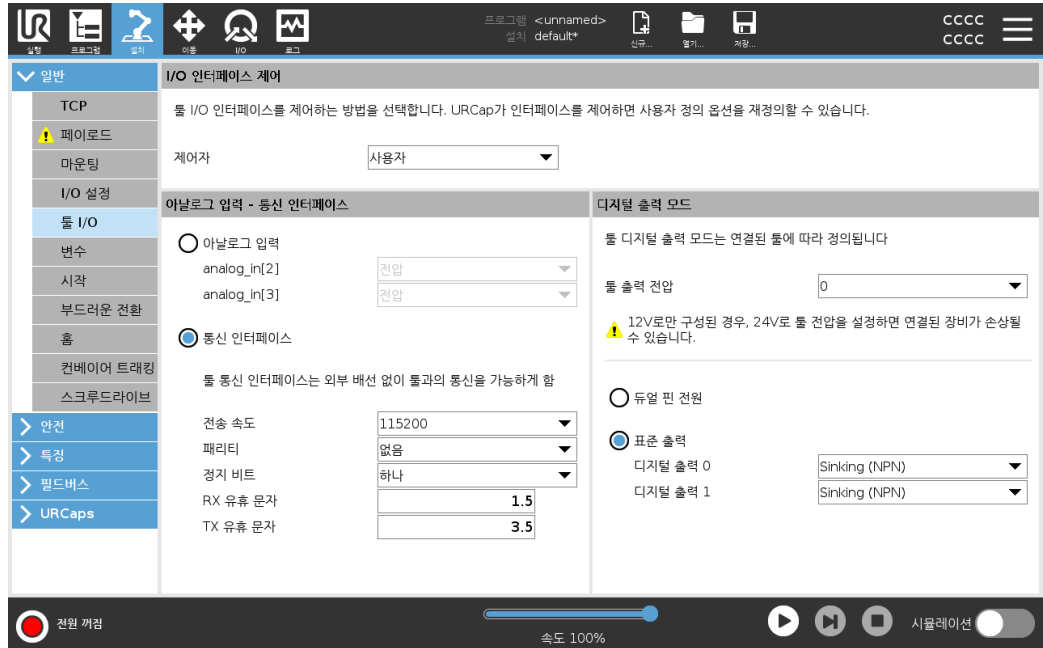 UR
실행
프로그램
설치
이동
I/O
로그
프로그램 <unnamed>
설치 default*
신규...
열기...
저장...
cccc
cccc
일반
TCP
페이로드
마운팅
I/O 설정
툴 I/O
변수
시작
부드러운 전환
홈
컨베이어 트래킹
스크루드라이브
안전
특징
필드버스
URCaps
I/O 인터페이스 제어
툴 I/O 인터페이스를 제어하는 방법을 선택합니다. URCap가 인터페이스를 제어하면 사용자 정의 옵션을 재정의할 수 있습니다.
제어자 사용자
아날로그 입력 - 통신 인터페이스
아날로그 입력
analog_in[2] 전압
analog_in[3] 전압
통신 인터페이스
툴 통신 인터페이스는 외부 배선 없이 툴과의 통신을 가능하게 함
전송 속도 115200
패리티 없음
정지 비트 하나
RX 유휴 문자 1.5
TX 유휴 문자 3.5
디지털 출력 모드
툴 디지털 출력 모드는 연결된 툴에 따라 정의됩니다
툴 출력 전압 0
12V로만 구성된 경우, 24V로 툴 전압을 설정하면 연결된 장비가 손상될
수 있습니다.
듀얼 핀 전원
표준 출력
디지털 출력 0 Sinking (NPN)
디지털 출력 1 Sinking (NPN)
전원 꺼짐
속도 100%
시뮬레이션